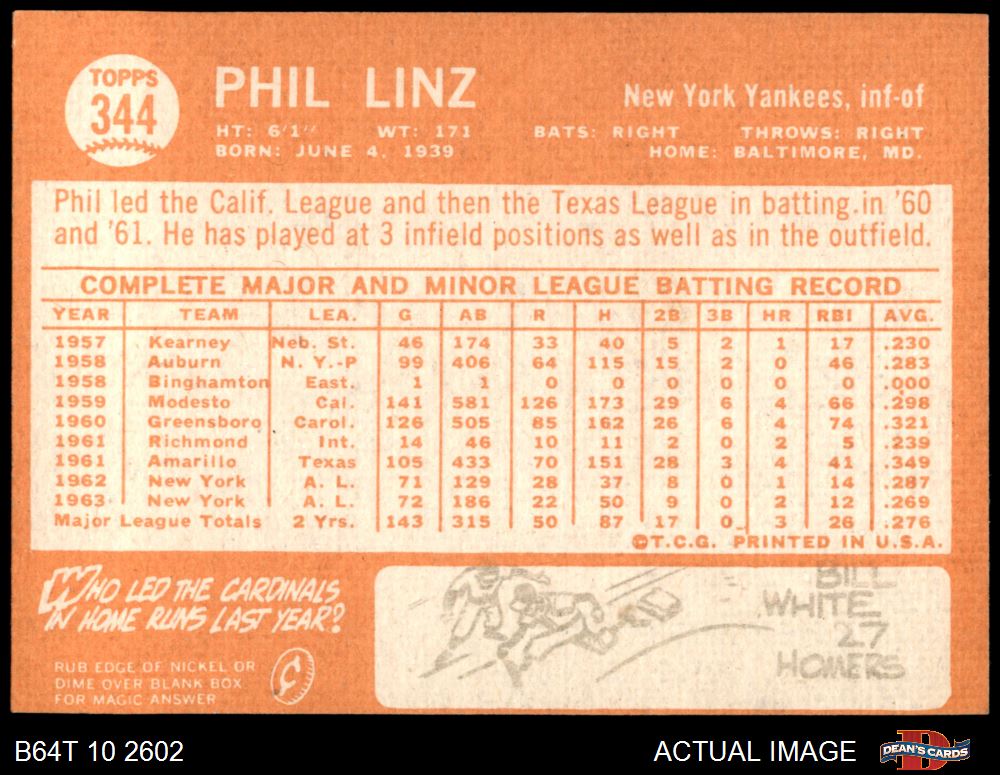 TOPPS
344
PHIL LINZ
New York Yankees, inf-of
HT: 6'1" WT: 171 BATS: RIGHT THROWS: RIGHT
BORN: JUNE 4, 1939 HOME: BALTIMORE, MD.
Phil led the Calif. League and then the Texas League in batting in '60
and '61. He has played at 3 infield positions as well as in the outfield.
COMPLETE MAJOR AND MINOR LEAGUE BATTING RECORD
YEAR TEAM LEA. G AB R H 2B 3B HR RBI AVG.
1957 Kearney Neb. St. 46 174 33 40 5 2 1 17 .230
1958 Auburn N. Y.-P 99 406 64 115 15 2 0 46 .283
1958 Binghamton East. 1 1 0 0 0 0 0 0 .000
1959 Modesto Cal. 141 581 126 173 29 6 4 66 .298
1960 Greensboro Carol. 126 505 85 162 26 6 4 74 .321
1961 Richmond Int. 14 46 10 11 2 0 2 5 .239
1961 Amarillo Texas 105 433 70 151 28 3 4 41 .349
1962 New York A. L. 71 129 28 37 8 0 1 14 .287
1963 New York A. L. 72 186 22 50 9 0 2 12 .269
Major League Totals 2 Yrs. 143 315 50 87 17 0 3 26 .276
©T.C.G. PRINTED IN U.S.A.
WHO LED THE CARDINALS
IN HOME RUNS LAST YEAR?
RUB EDGE OF NICKEL OR
DIME OVER BLANK BOX
FOR MAGIC ANSWER
¢
BILL
WHITE
27
HOMERS
B64T 10 2602
ACTUAL IMAGE
D
DEAN'S CARDS